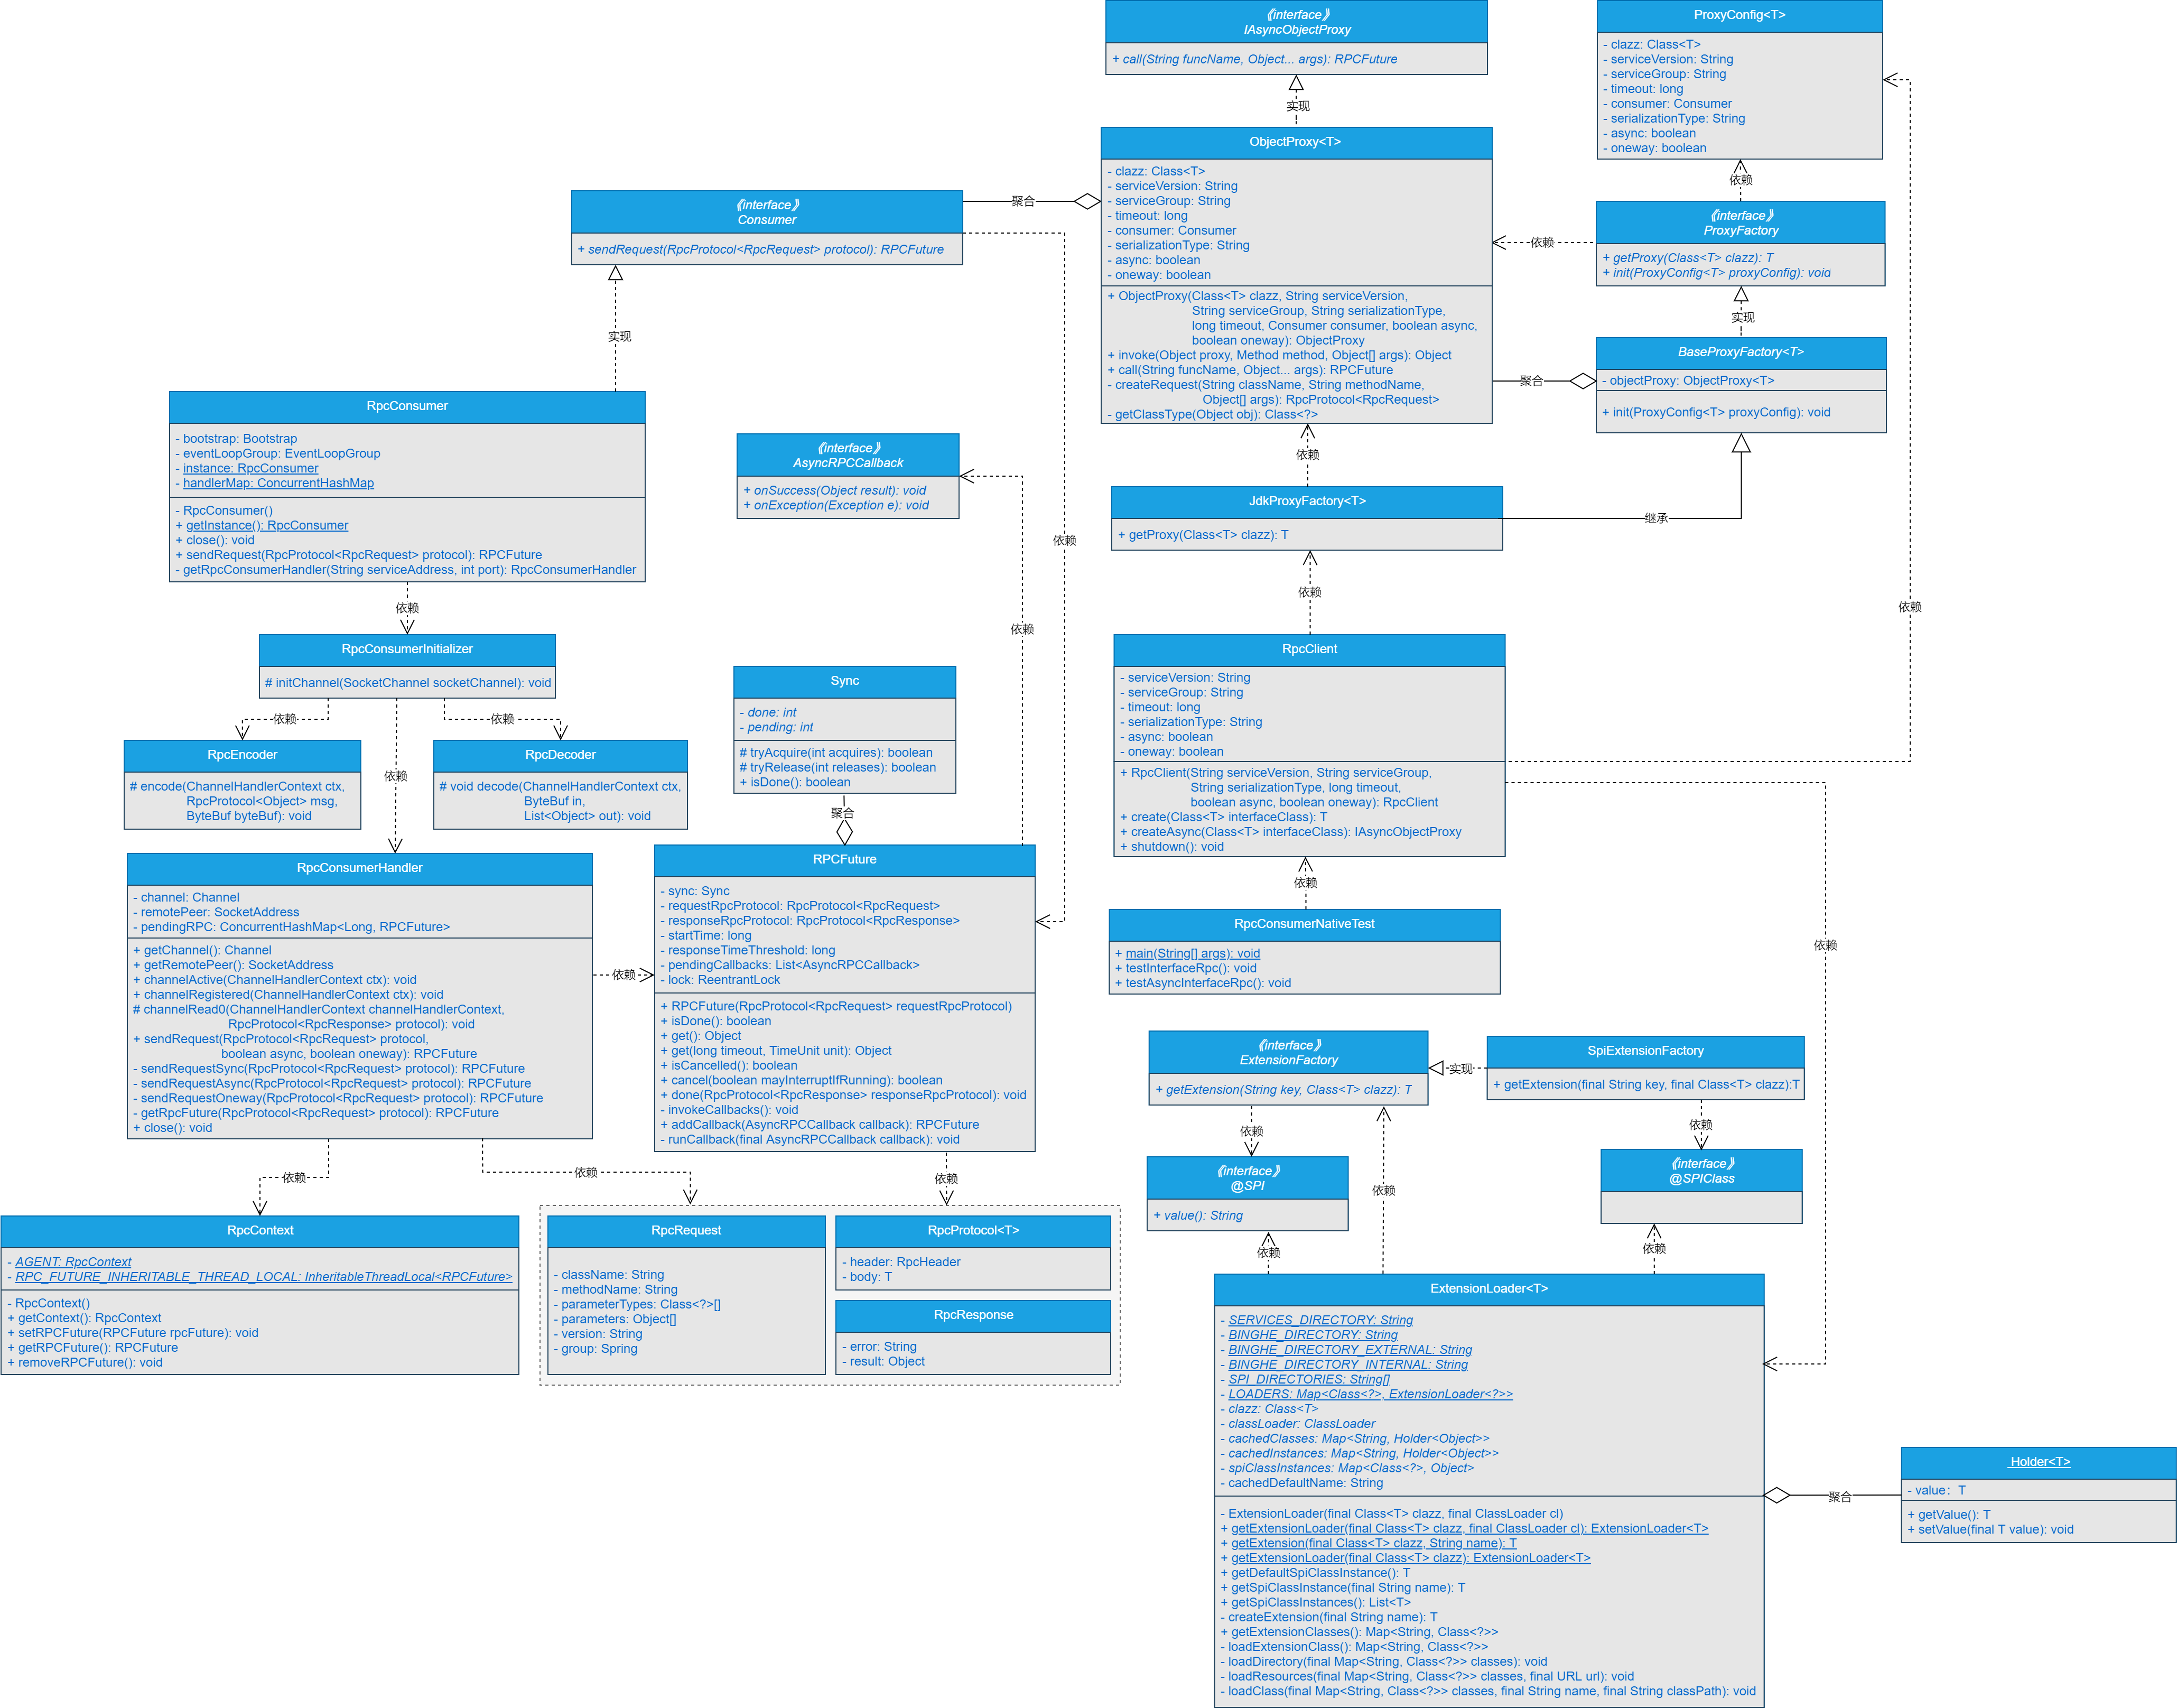 《interface》
IAsyncObjectProxy
+ call(String funcName, Object... args): RPCFuture
实现
ProxyConfig<T>
- clazz: Class<T>
- serviceVersion: String
- serviceGroup: String
- timeout: long
- consumer: Consumer
- serializationType: String
- async: boolean
- oneway: boolean
依赖
ObjectProxy<T>
- clazz: Class<T>
- serviceVersion: String
- serviceGroup: String
- timeout: long
- consumer: Consumer
- serializationType: String
- async: boolean
- oneway: boolean
+ ObjectProxy(Class<T> clazz, String serviceVersion,
String serviceGroup, String serializationType,
long timeout, Consumer consumer, boolean async,
boolean oneway): ObjectProxy
+ invoke(Object proxy, Method method, Object[] args): Object
+ call(String funcName, Object... args): RPCFuture
- createRequest(String className, String methodName,
Object[] args): RpcProtocol<RpcRequest>
- getClassType(Object obj): Class<?>
《interface》
Consumer
+ sendRequest(RpcProtocol<RpcRequest> protocol): RPCFuture
聚合
实现
《interface》
ProxyFactory
+ getProxy(Class<T> clazz): T
+ init(ProxyConfig<T> proxyConfig): void
依赖
实现
BaseProxyFactory<T>
- objectProxy: ObjectProxy<T>
+ init(ProxyConfig<T> proxyConfig): void
聚合
RpcConsumer
- bootstrap: Bootstrap
- eventLoopGroup: EventLoopGroup
- instance: RpcConsumer
- handlerMap: ConcurrentHashMap
- RpcConsumer()
+ getInstance(): RpcConsumer
+ close(): void
+ sendRequest(RpcProtocol<RpcRequest> protocol): RPCFuture
- getRpcConsumerHandler(String serviceAddress, int port): RpcConsumerHandler
依赖
《interface》
AsyncRPCCallback
+ onSuccess(Object result): void
+ onException(Exception e): void
依赖
依赖
依赖
JdkProxyFactory<T>
+ getProxy(Class<T> clazz): T
继承
依赖
依赖
RpcConsumerInitializer
# initChannel(SocketChannel socketChannel): void
依赖
依赖
依赖
RpcEncoder
# encode(ChannelHandlerContext ctx,
RpcProtocol<Object> msg,
ByteBuf byteBuf): void
RpcDecoder
# void decode(ChannelHandlerContext ctx,
ByteBuf in,
List<Object> out): void
Sync
- done: int
- pending: int
# tryAcquire(int acquires): boolean
# tryRelease(int releases): boolean
+ isDone(): boolean
聚合
RpcClient
- serviceVersion: String
- serviceGroup: String
- timeout: long
- serializationType: String
- async: boolean
- oneway: boolean
+ RpcClient(String serviceVersion, String serviceGroup,
String serializationType, long timeout,
boolean async, boolean oneway): RpcClient
+ create(Class<T> interfaceClass): T
+ createAsync(Class<T> interfaceClass): IAsyncObjectProxy
+ shutdown(): void
依赖
依赖
RpcConsumerHandler
- channel: Channel
- remotePeer: SocketAddress
- pendingRPC: ConcurrentHashMap<Long, RPCFuture>
+ getChannel(): Channel
+ getRemotePeer(): SocketAddress
+ channelActive(ChannelHandlerContext ctx): void
+ channelRegistered(ChannelHandlerContext ctx): void
# channelRead0(ChannelHandlerContext channelHandlerContext,
RpcProtocol<RpcResponse> protocol): void
+ sendRequest(RpcProtocol<RpcRequest> protocol,
boolean async, boolean oneway): RPCFuture
- sendRequestSync(RpcProtocol<RpcRequest> protocol): RPCFuture
- sendRequestAsync(RpcProtocol<RpcRequest> protocol): RPCFuture
- sendRequestOneway(RpcProtocol<RpcRequest> protocol): RPCFuture
- getRpcFuture(RpcProtocol<RpcRequest> protocol): RPCFuture
+ close(): void
依赖
RPCFuture
- sync: Sync
- requestRpcProtocol: RpcProtocol<RpcRequest>
- responseRpcProtocol: RpcProtocol<RpcResponse>
- startTime: long
- responseTimeThreshold: long
- pendingCallbacks: List<AsyncRPCCallback>
- lock: ReentrantLock
+ RPCFuture(RpcProtocol<RpcRequest> requestRpcProtocol)
+ isDone(): boolean
+ get(): Object
+ get(long timeout, TimeUnit unit): Object
+ isCancelled(): boolean
+ cancel(boolean mayInterruptIfRunning): boolean
+ done(RpcProtocol<RpcResponse> responseRpcProtocol): void
- invokeCallbacks(): void
+ addCallback(AsyncRPCCallback callback): RPCFuture
- runCallback(final AsyncRPCCallback callback): void
RpcConsumerNativeTest
+ main(String[] args): void
+ testInterfaceRpc(): void
+ testAsyncInterfaceRpc(): void
《interface》
ExtensionFactory
+ getExtension(String key, Class<T> clazz): T
实现
SpiExtensionFactory
+ getExtension(final String key, final Class<T> clazz):T
依赖
依赖
依赖
依赖
依赖
依赖
《interface》
@SPI
+ value(): String
《interface》
@SPIClass
依赖
依赖
RpcContext
- AGENT: RpcContext
- RPC_FUTURE_INHERITABLE_THREAD_LOCAL: InheritableThreadLocal<RPCFuture>
- RpcContext()
+ getContext(): RpcContext
+ setRPCFuture(RPCFuture rpcFuture): void
+ getRPCFuture(): RPCFuture
+ removeRPCFuture(): void
RpcRequest
- className: String
- methodName: String
- parameterTypes: Class<?>[]
- parameters: Object[]
- version: String
- group: Spring
RpcProtocol<T>
- header: RpcHeader
- body: T
RpcResponse
- error: String
- result: Object
ExtensionLoader<T>
- SERVICES_DIRECTORY: String
- BINGHE_DIRECTORY: String
- BINGHE_DIRECTORY_EXTERNAL: String
- BINGHE_DIRECTORY_INTERNAL: String
- SPI_DIRECTORIES: String[]
- LOADERS: Map<Class<?>, ExtensionLoader<?>>
- clazz: Class<T>
- classLoader: ClassLoader
- cachedClasses: Map<String, Holder<Object>>
- cachedInstances: Map<String, Holder<Object>>
- spiClassInstances: Map<Class<?>, Object>
- cachedDefaultName: String
- ExtensionLoader(final Class<T> clazz, final ClassLoader cl)
+ getExtensionLoader(final Class<T> clazz, final ClassLoader cl): ExtensionLoader<T>
+ getExtension(final Class<T> clazz, String name): T
+ getExtensionLoader(final Class<T> clazz): ExtensionLoader<T>
+ getDefaultSpiClassInstance(): T
+ getSpiClassInstance(final String name): T
+ getSpiClassInstances(): List<T>
- createExtension(final String name): T
+ getExtensionClasses(): Map<String, Class<?>>
- loadExtensionClass(): Map<String, Class<?>>
- loadDirectory(final Map<String, Class<?>> classes): void
- loadResources(final Map<String, Class<?>> classes, final URL url): void
- loadClass(final Map<String, Class<?>> classes, final String name, final String classPath): void
聚合
Holder<T>
- value：T
+ getValue(): T
+ setValue(final T value): void